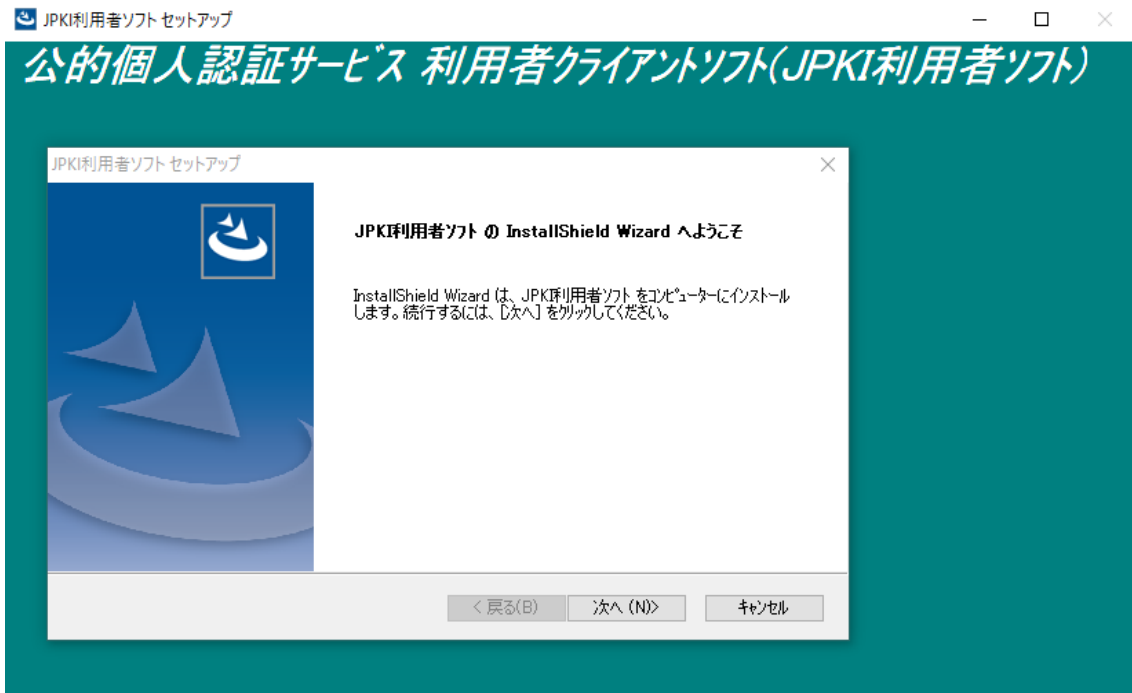 JPKI利用者ソフト セットアップ
公的個人認証サービス 利用者クライアントソフト(JPKI利用者ソフト)
JPKI利用者ソフト セットアップ
JPKI利用者ソフト の InstallShield Wizard へようこそ
InstallShield Wizard は、JPKI利用者ソフト をコンピューターにインストール
します。続行するには、[次へ] をクリックしてください。
< 戻る(B)
次へ (N)>
キャンセル